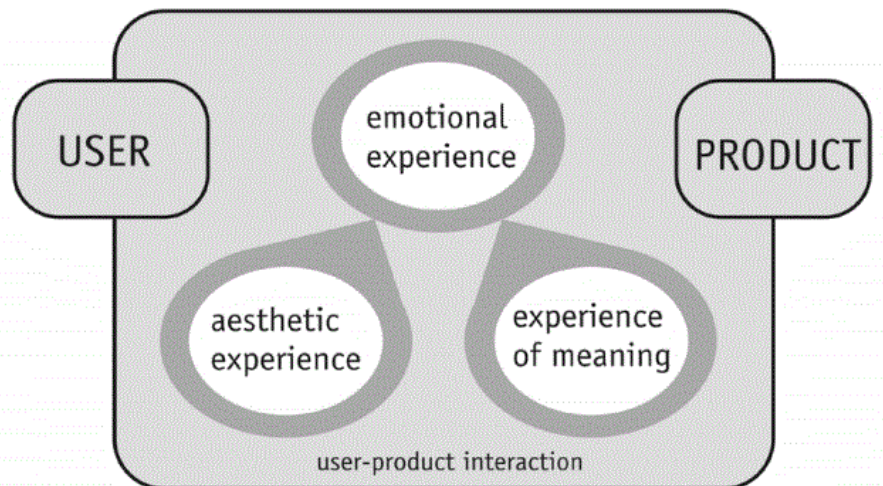 emotional
experience
USER
PRODUCT
aesthetic
experience
experience
of meaning
user-product interaction